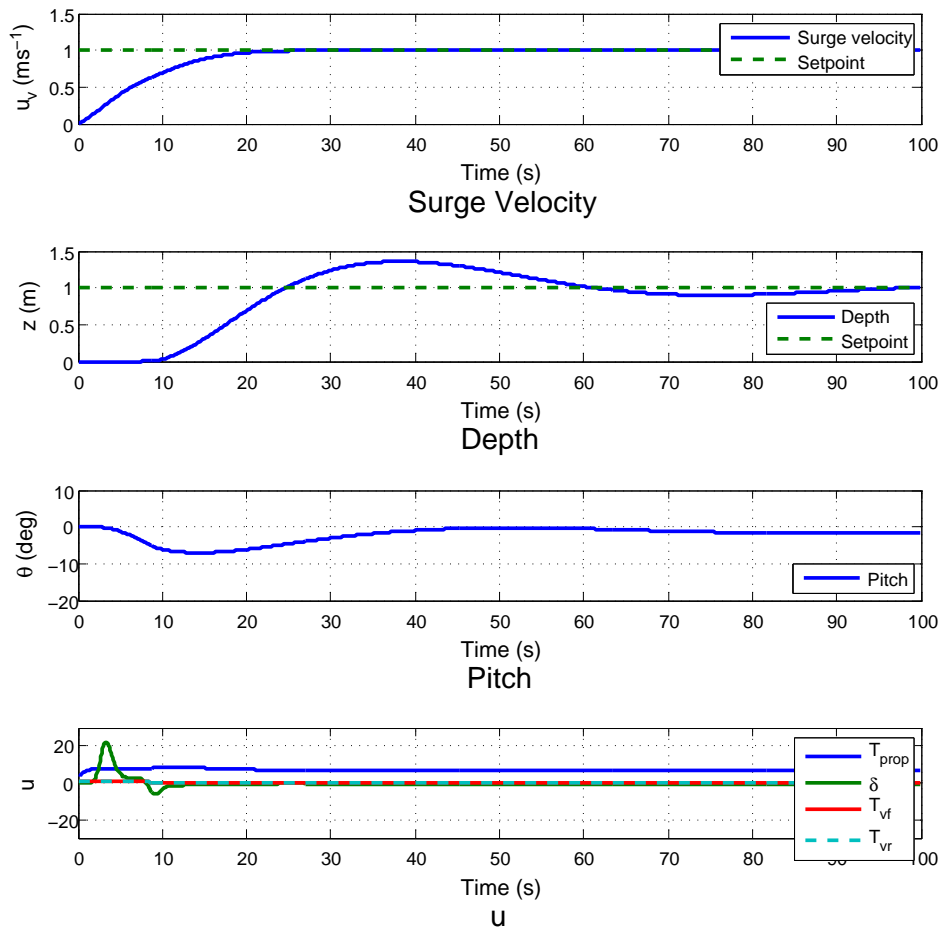 1.5
1
0.5
0
u_v (ms⁻¹)
Surge velocity
Setpoint
0 10 20 30 40 50 60 70 80 90 100
Time (s)
Surge Velocity
1.5
1
0.5
0
z (m)
Depth
Setpoint
0 10 20 30 40 50 60 70 80 90 100
Time (s)
Depth
10
0
−10
−20
θ (deg)
Pitch
0 10 20 30 40 50 60 70 80 90 100
Time (s)
Pitch
20
0
−20
u
T_prop
δ
T_vf
T_vr
0 10 20 30 40 50 60 70 80 90 100
Time (s)
u